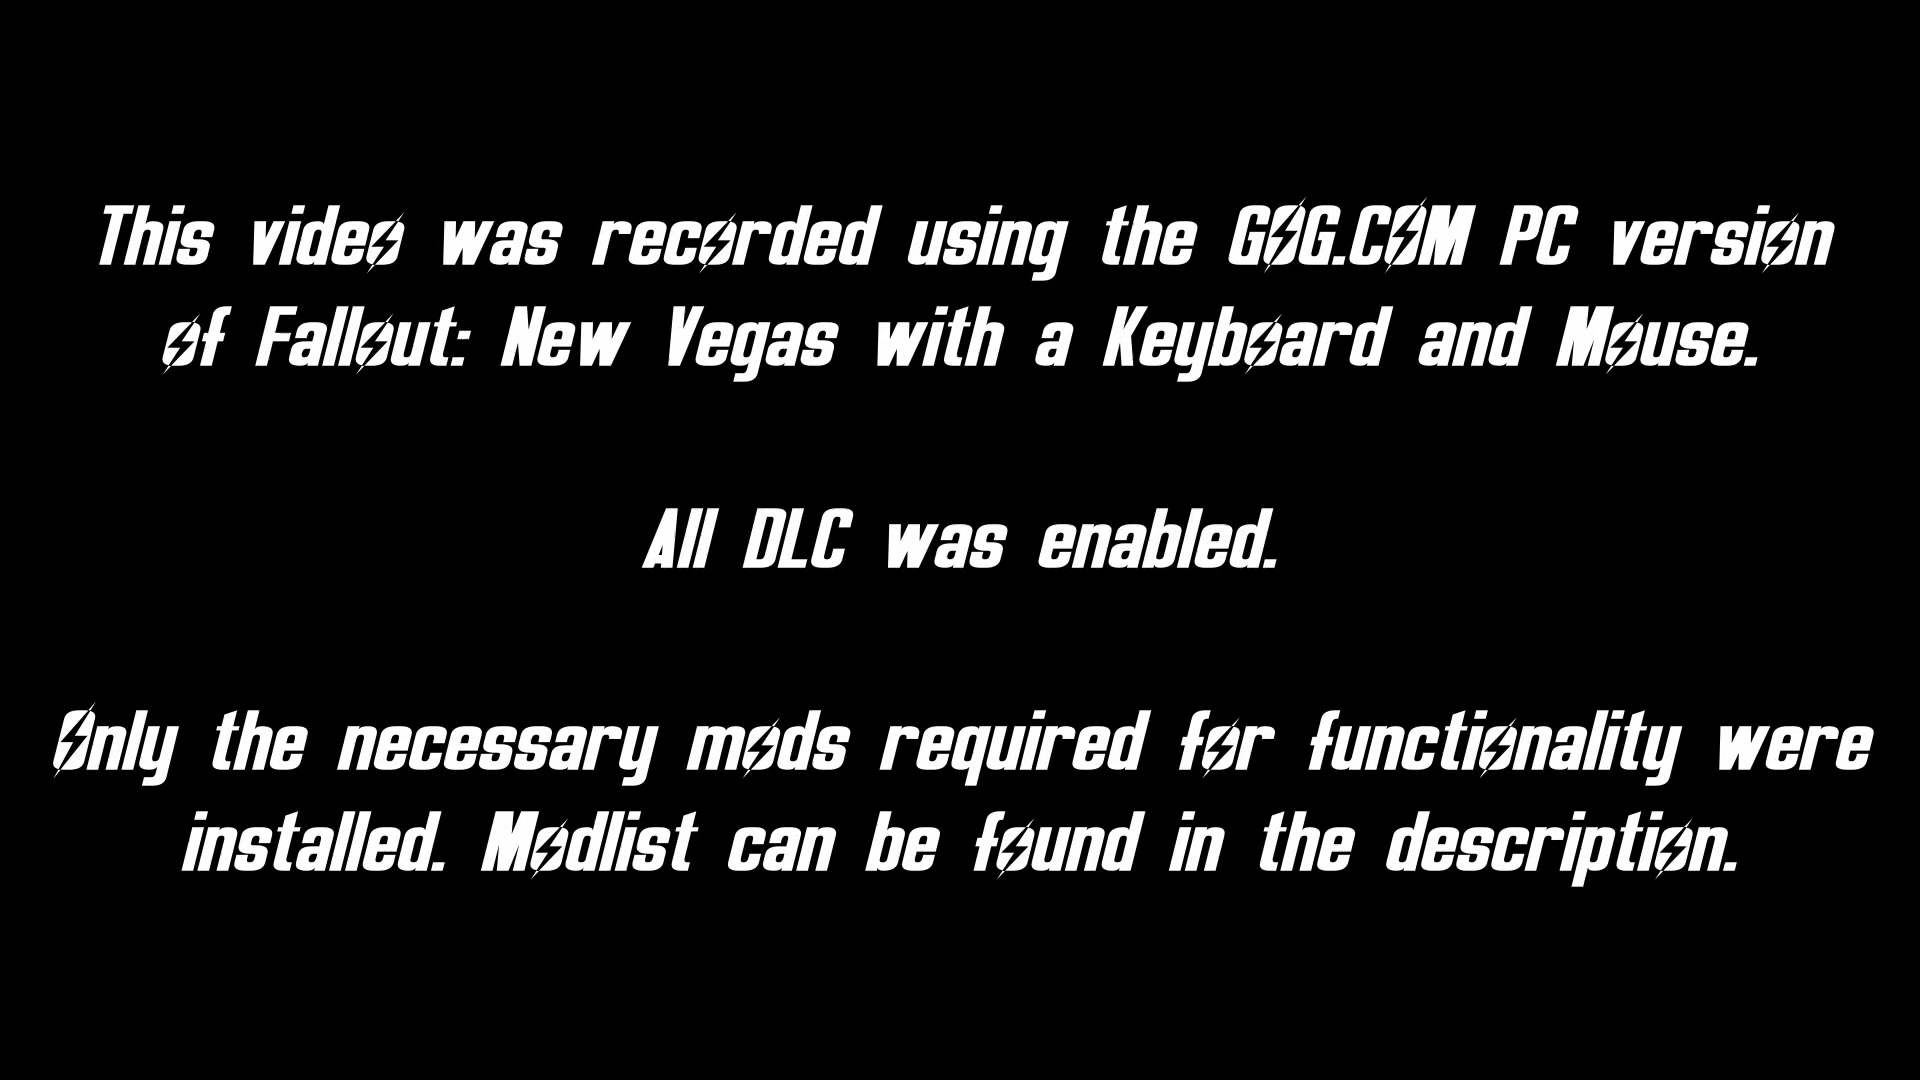 This video was recorded using the GOG.COM PC version
of Fallout: New Vegas with a Keyboard and Mouse.
All DLC was enabled.
Only the necessary mods required for functionality were
installed. Modlist can be found in the description.